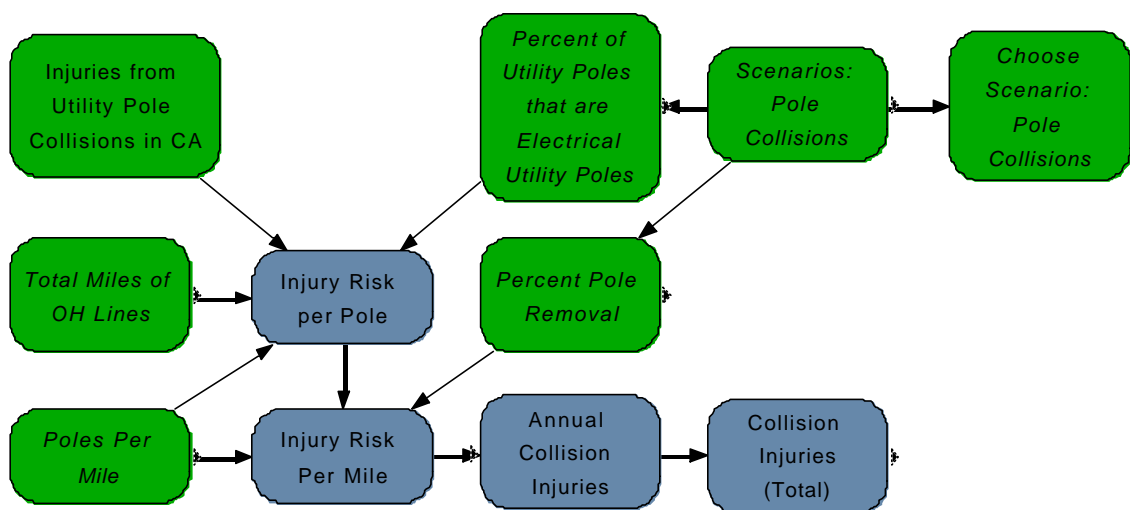 Injuries from
Utility Pole
Collisions in CA
Percent of
Utility Poles
that are
Electrical
Utility Poles
Scenarios:
Pole
Collisions
Choose
Scenario:
Pole
Collisions
Total Miles of
OH Lines
Injury Risk
per Pole
Percent Pole
Removal
Poles Per
Mile
Injury Risk
Per Mile
Annual
Collision
Injuries
Collision
Injuries
(Total)